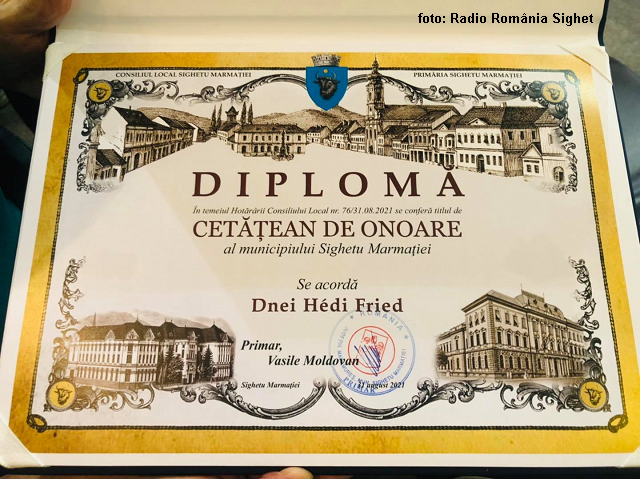 foto: Radio România Sighet
CONSILIUL LOCAL SIGHETU MARMAȚIEI
PRIMĂRIA SIGHETU MARMAȚIEI
DIPLOMĂ
În temeiul Hotărârii Consiliului Local nr. 76/31.08.2021 se conferă titlul de
CETĂȚEAN DE ONOARE
al municipiului Sighetu Marmației
Se acordă
Dnei Hédi Fried
ROMÂNIA
Primar,
Vasile Moldovan
PRIMAR
Sighetu Marmației
31 august 2021